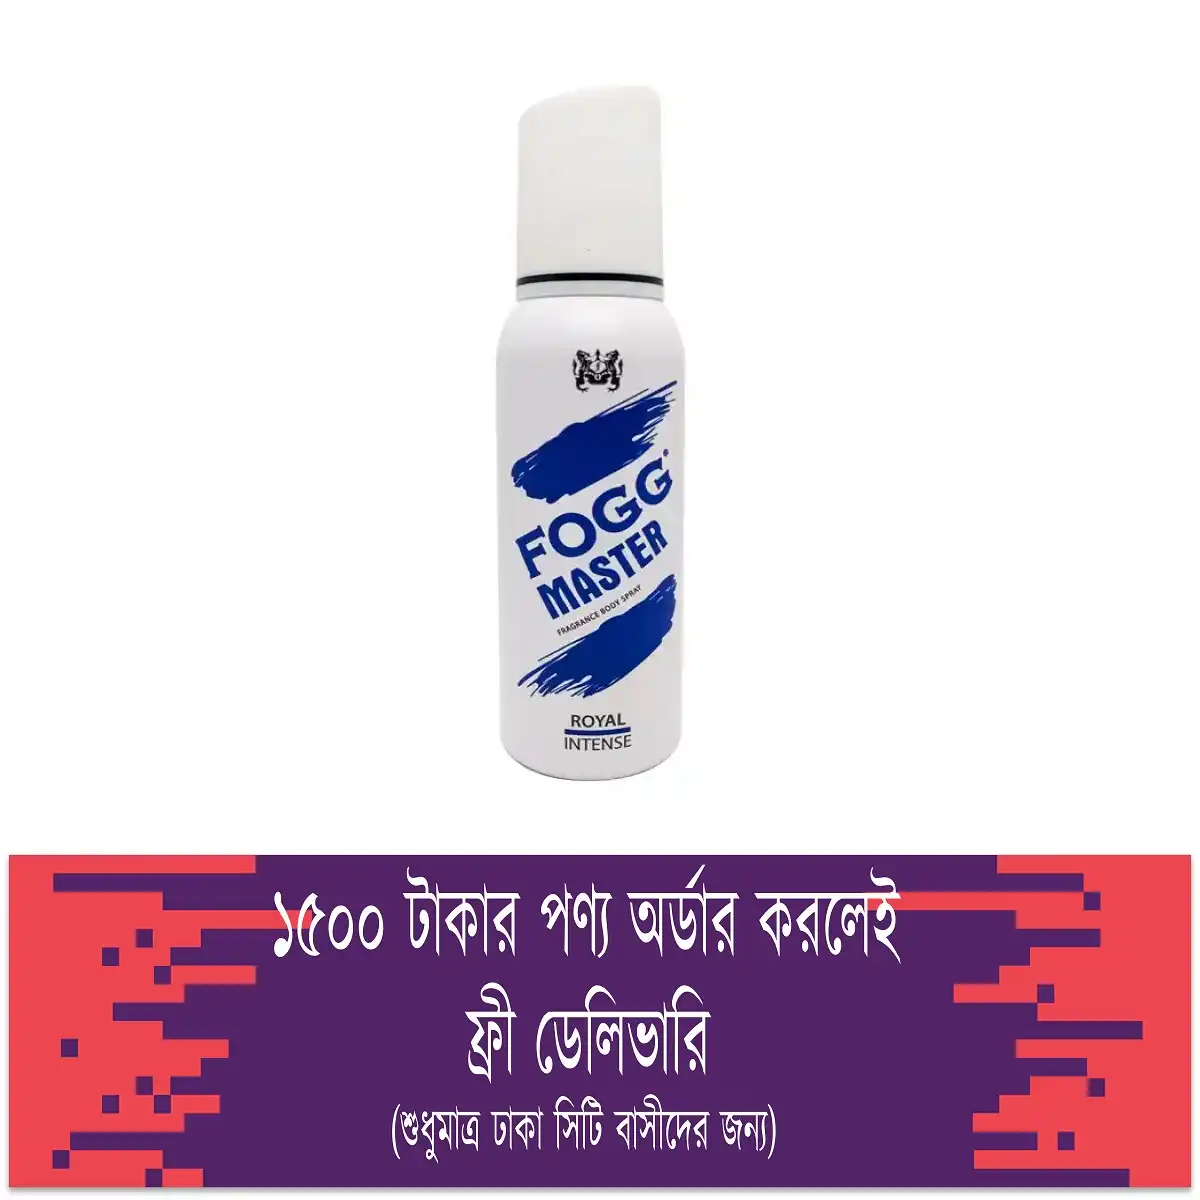 FOGG
MASTER
FRAGRANCE BODY SPRAY
ROYAL
INTENSE
১৫০০ টাকার পণ্য অর্ডার করলেই
ফ্রী ডেলিভারি
(শুধুমাত্র ঢাকা সিটি বাসীদের জন্য)